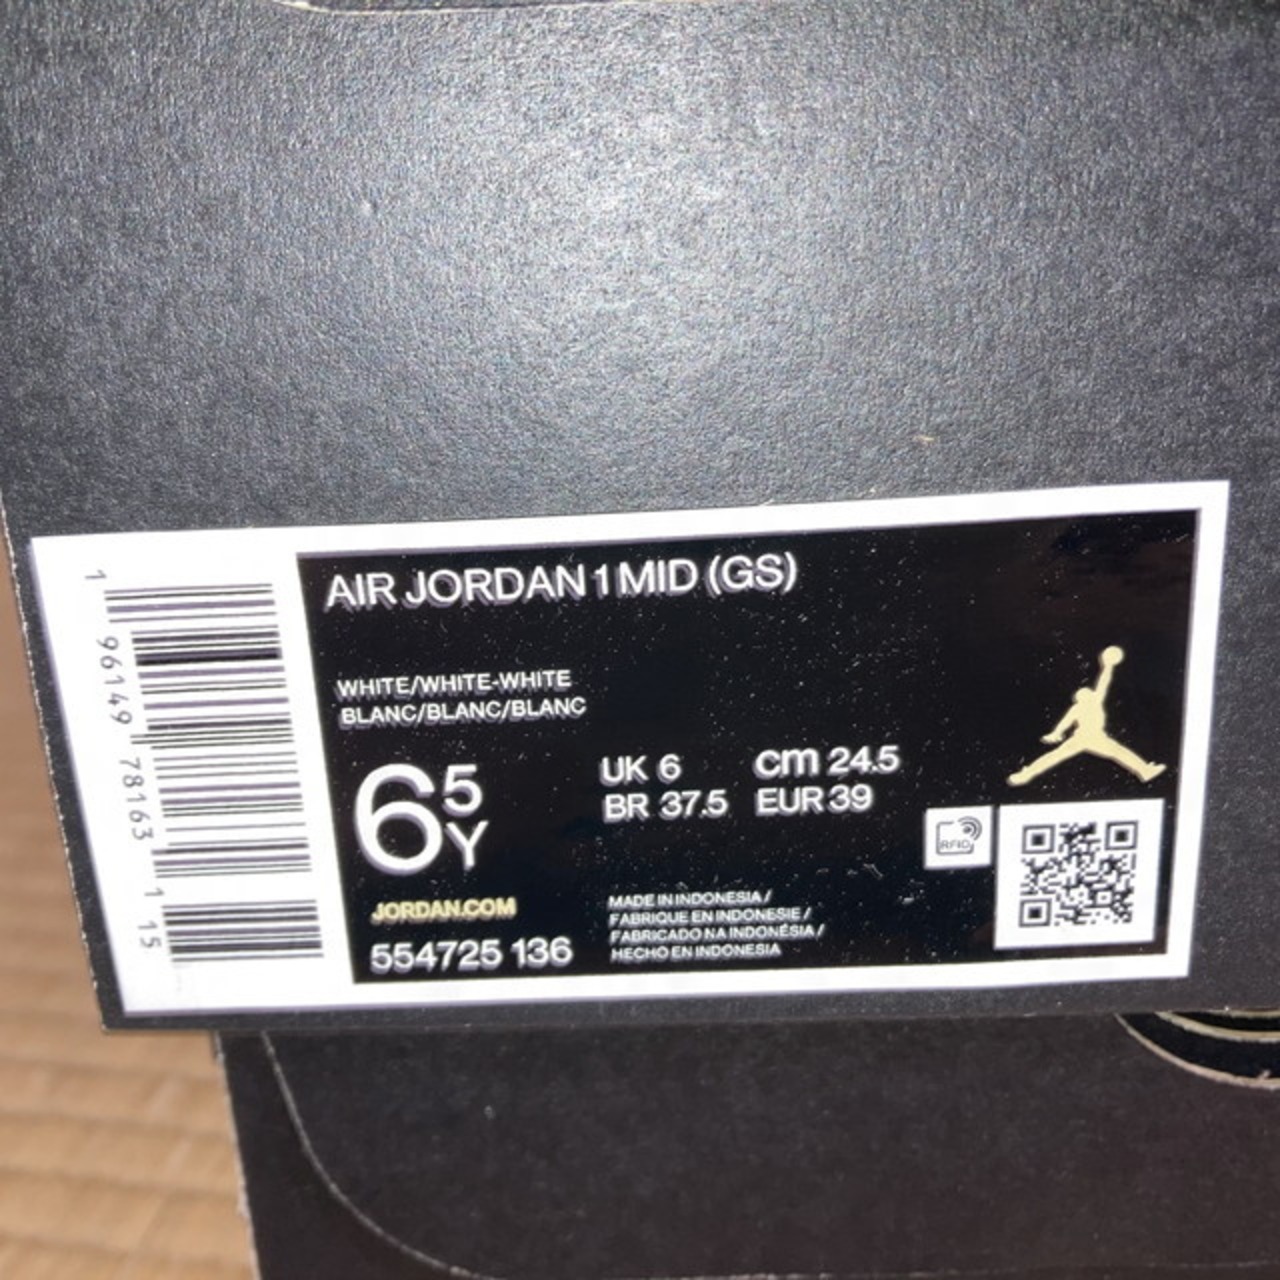 AIR JORDAN 1 MID (GS)
WHITE/WHITE-WHITE
BLANC/BLANC/BLANC
6 5 Y
UK 6 cm 24.5
BR 37.5 EUR 39
RFID
JORDAN.COM
554725 136
MADE IN INDONESIA /
FABRIQUE EN INDONESIE /
FABRICADO NA INDONÉSIA /
HECHO EN INDONESIA
1 96149 78163 1 15